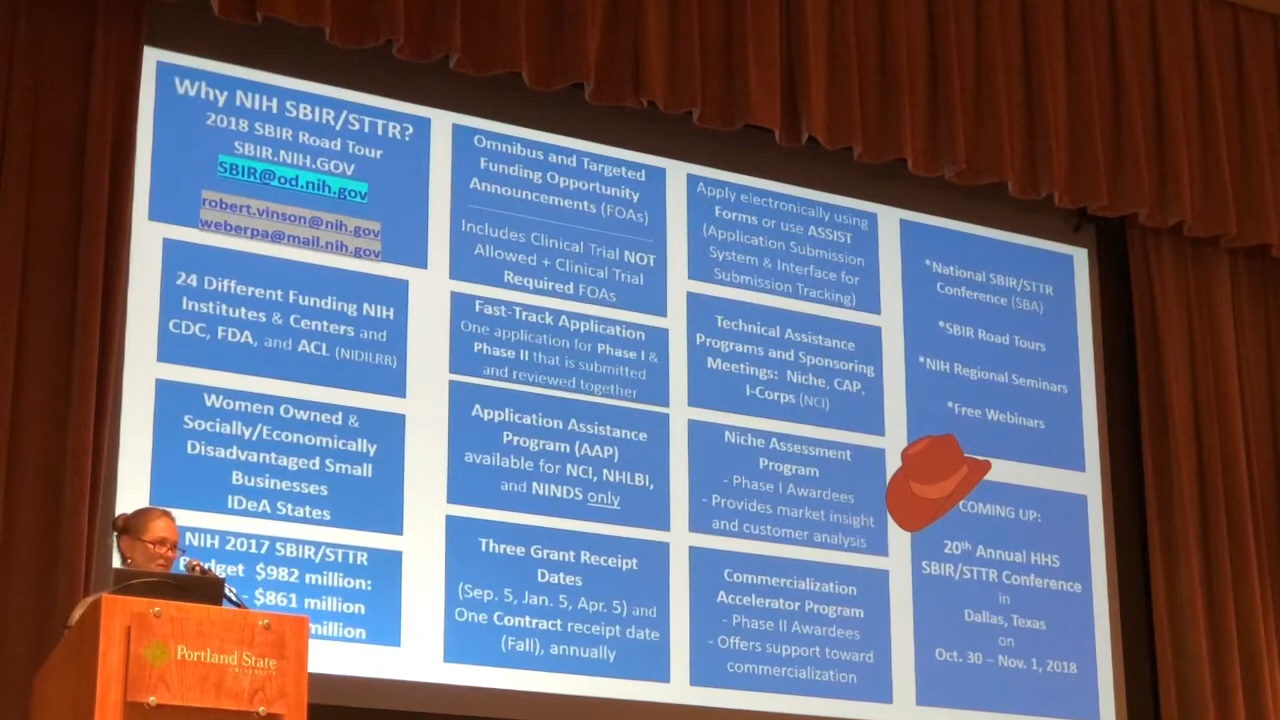 Why NIH SBIR/STTR?
2018 SBIR Road Tour
SBIR.NIH.GOV
SBIR@od.nih.gov
robert.vinson@nih.gov
weberpa@mail.nih.gov
24 Different Funding NIH
Institutes & Centers and
CDC, FDA, and ACL (NIDILRR)
Women Owned &
Socially/Economically
Disadvantaged Small
Businesses
IDeA States
NIH 2017 SBIR/STTR
$982 million:
- $861 million
million
Omnibus and Targeted
Funding Opportunity
Announcements (FOAs)
Includes Clinical Trial NOT
Allowed + Clinical Trial
Required FOAs
Fast-Track Application
One application for Phase I &
Phase II that is submitted
and reviewed together
Application Assistance
Program (AAP)
available for NCI, NHLBI,
and NINDS only
Three Grant Receipt
Dates
(Sep. 5, Jan. 5, Apr. 5) and
One Contract receipt date
(Fall), annually
Apply electronically using
Forms or use ASSIST
(Application Submission
System & Interface for
Submission Tracking)
Technical Assistance
Programs and Sponsoring
Meetings: Niche, CAP,
I-Corps (NCI)
Niche Assessment
Program
- Phase I Awardees
- Provides market insight
and customer analysis
Commercialization
Accelerator Program
- Phase II Awardees
- Offers support toward
commercialization
*National SBIR/STTR
Conference (SBA)
*SBIR Road Tours
*NIH Regional Seminars
*Free Webinars
COMING UP:
20th Annual HHS
SBIR/STTR Conference
in
Dallas, Texas
on
Oct. 30 – Nov. 1, 2018
Portland State
UNIVERSITY